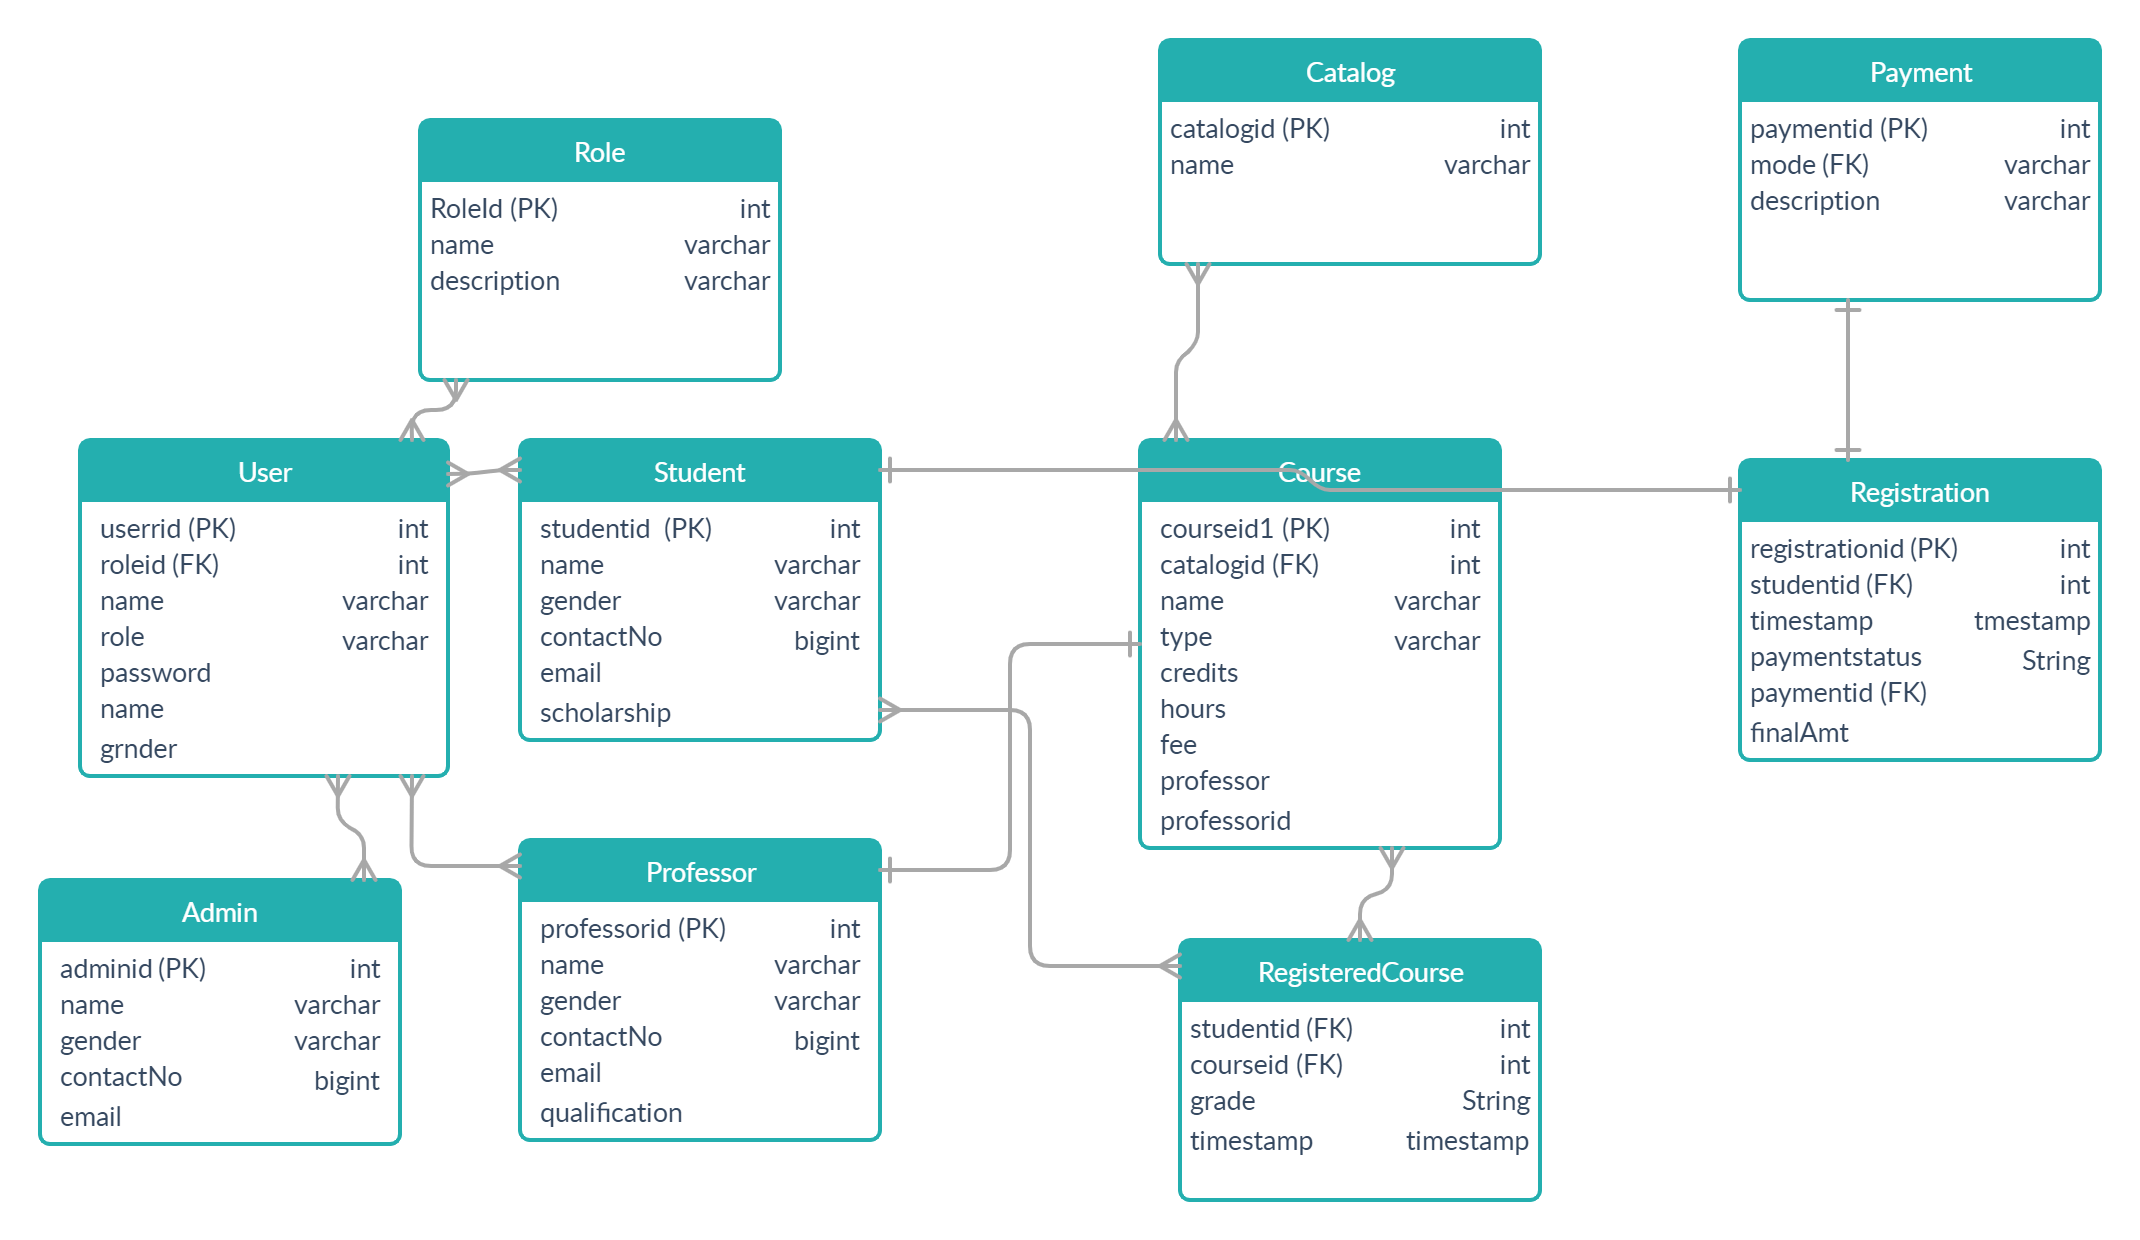 Catalog
catalogid (PK) int
name varchar
Payment
paymentid (PK) int
mode (FK) varchar
description varchar
Role
RoleId (PK) int
name varchar
description varchar
User
userrid (PK) int
roleid (FK) int
name varchar
role varchar
password
name
grnder
Student
studentid (PK) int
name varchar
gender varchar
contactNo bigint
email
scholarship
Course
courseid1 (PK) int
catalogid (FK) int
name varchar
type varchar
credits
hours
fee
professor
professorid
Registration
registrationid (PK) int
studentid (FK) int
timestamp tmestamp
paymentstatus String
paymentid (FK)
finalAmt
Admin
adminid (PK) int
name varchar
gender varchar
contactNo bigint
email
Professor
professorid (PK) int
name varchar
gender varchar
contactNo bigint
email
qualification
RegisteredCourse
studentid (FK) int
courseid (FK) int
grade String
timestamp timestamp